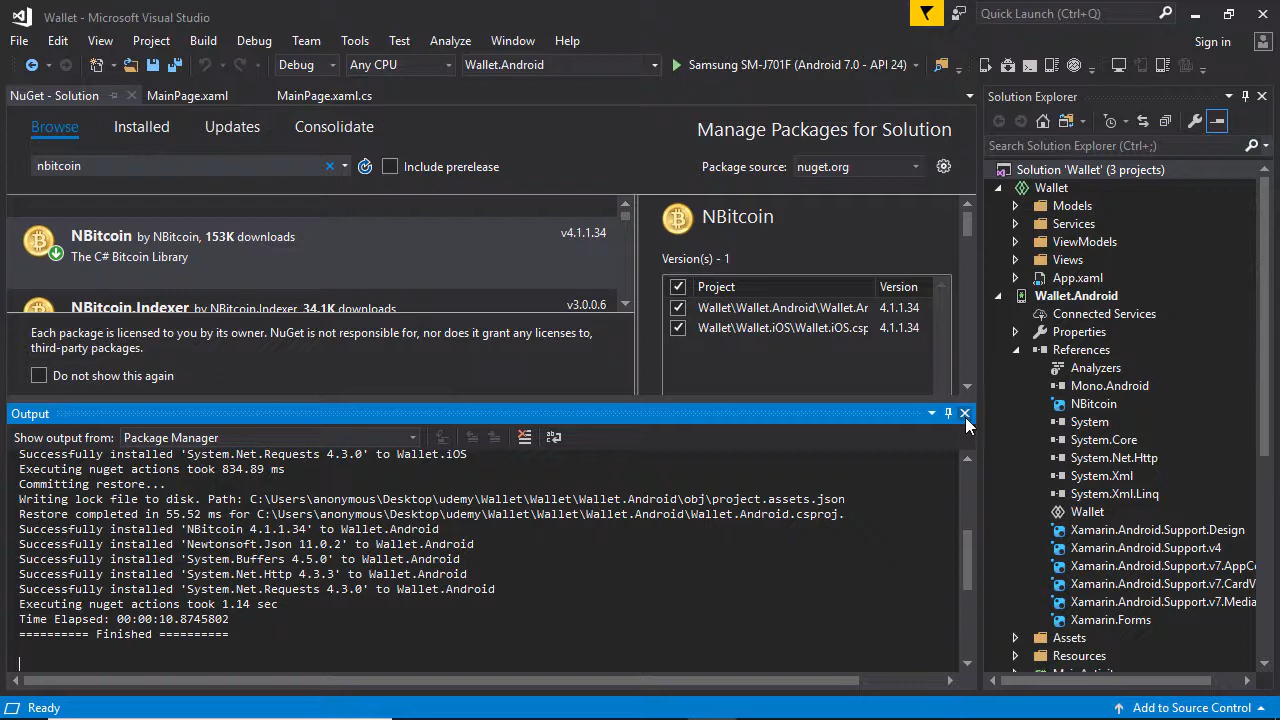 Wallet - Microsoft Visual Studio
Quick Launch (Ctrl+Q)
File Edit View Project Build Debug Team Tools Test Analyze Window Help
Sign in
Debug Any CPU Wallet.Android Samsung SM-J701F (Android 7.0 - API 24)
NuGet - Solution MainPage.xaml MainPage.xaml.cs
Browse Installed Updates Consolidate
Manage Packages for Solution
nbitcoin Include prerelease
Package source: nuget.org
NBitcoin by NBitcoin, 153K downloads v4.1.1.34
The C# Bitcoin Library
NBitcoin.Indexer by NBitcoin.Indexer, 34.1K downloads v3.0.0.6
Each package is licensed to you by its owner. NuGet is not responsible for, nor does it grant any licenses to,
third-party packages.
Do not show this again
NBitcoin
Version(s) - 1
Project Version
Wallet\Wallet.Android\Wallet.Ar 4.1.1.34
Wallet\Wallet.iOS\Wallet.iOS.csp 4.1.1.34
Output
Show output from: Package Manager
Successfully installed 'System.Net.Requests 4.3.0' to Wallet.iOS
Executing nuget actions took 834.89 ms
Committing restore...
Writing lock file to disk. Path: C:\Users\anonymous\Desktop\udemy\Wallet\Wallet\Wallet.Android\obj\project.assets.json
Restore completed in 55.52 ms for C:\Users\anonymous\Desktop\udemy\Wallet\Wallet\Wallet.Android\Wallet.Android.csproj.
Successfully installed 'NBitcoin 4.1.1.34' to Wallet.Android
Successfully installed 'Newtonsoft.Json 11.0.2' to Wallet.Android
Successfully installed 'System.Buffers 4.5.0' to Wallet.Android
Successfully installed 'System.Net.Http 4.3.3' to Wallet.Android
Successfully installed 'System.Net.Requests 4.3.0' to Wallet.Android
Executing nuget actions took 1.14 sec
Time Elapsed: 00:00:10.8745802
========== Finished ==========
Solution Explorer
Search Solution Explorer (Ctrl+;)
Solution 'Wallet' (3 projects)
Wallet
Models
Services
ViewModels
Views
App.xaml
Wallet.Android
Connected Services
Properties
References
Analyzers
Mono.Android
NBitcoin
System
System.Core
System.Net.Http
System.Xml
System.Xml.Linq
Wallet
Xamarin.Android.Support.Design
Xamarin.Android.Support.v4
Xamarin.Android.Support.v7.AppCo
Xamarin.Android.Support.v7.CardV
Xamarin.Android.Support.v7.Media
Xamarin.Forms
Assets
Resources
Ready
Add to Source Control